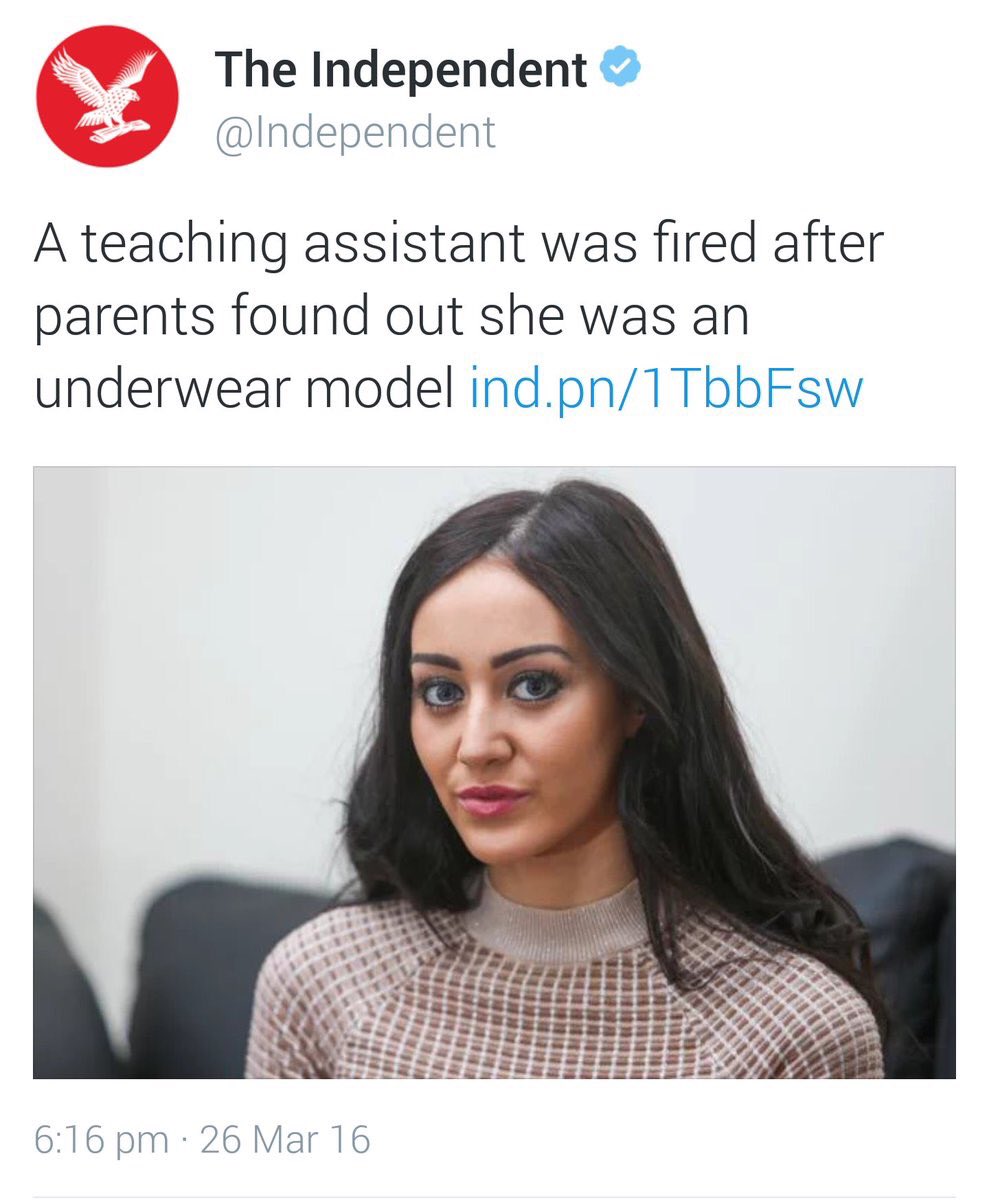 The Independent
@Independent
A teaching assistant was fired after
parents found out she was an
underwear model ind.pn/1TbbFsw
6:16 pm · 26 Mar 16